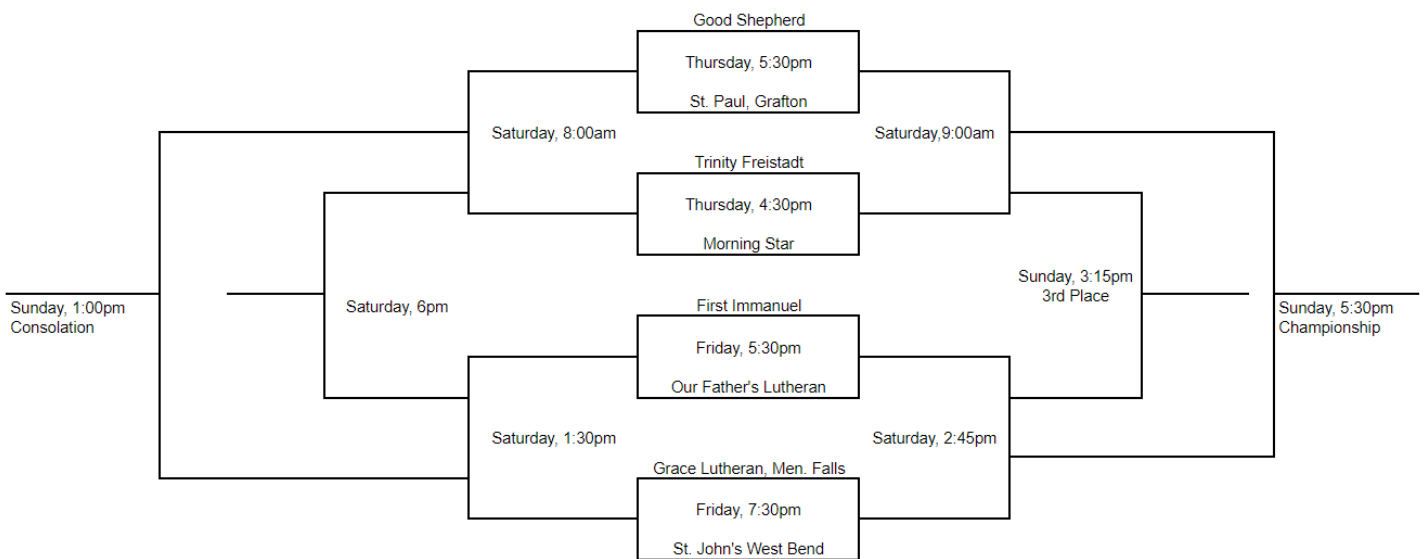 Good Shepherd
Thursday, 5:30pm
St. Paul, Grafton
Saturday, 8:00am
Saturday,9:00am
Trinity Freistadt
Thursday, 4:30pm
Morning Star
Sunday, 1:00pm
Consolation
Saturday, 6pm
First Immanuel
Sunday, 3:15pm
3rd Place
Sunday, 5:30pm
Championship
Friday, 5:30pm
Our Father's Lutheran
Saturday, 1:30pm
Saturday, 2:45pm
Grace Lutheran, Men. Falls
Friday, 7:30pm
St. John's West Bend